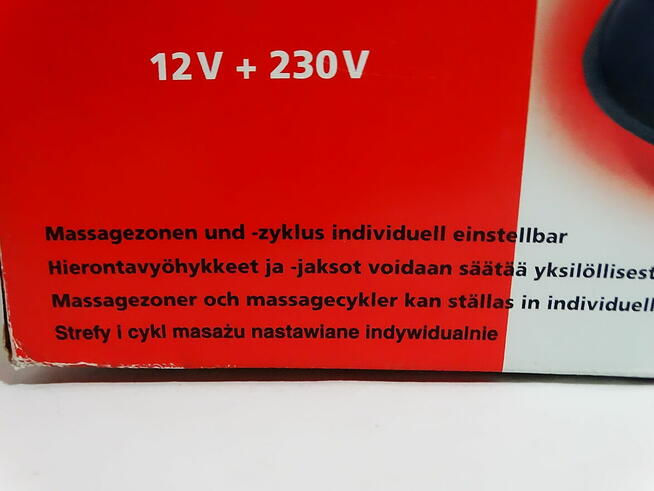 12V + 230V
Massagezonen und -zyklus individuell einstellbar
Hierontavyöhykkeet ja -jaksot voidaan säätää yksilöllisest
Massagezoner och massagecykler kan ställas in individuell
Strefy i cykl masażu nastawiane indywidualnie